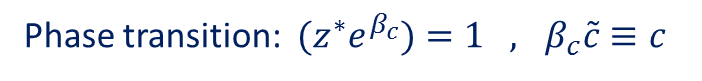 Phase transition: (z*e^{β_c}) = 1 , β_c c̃ ≡ c